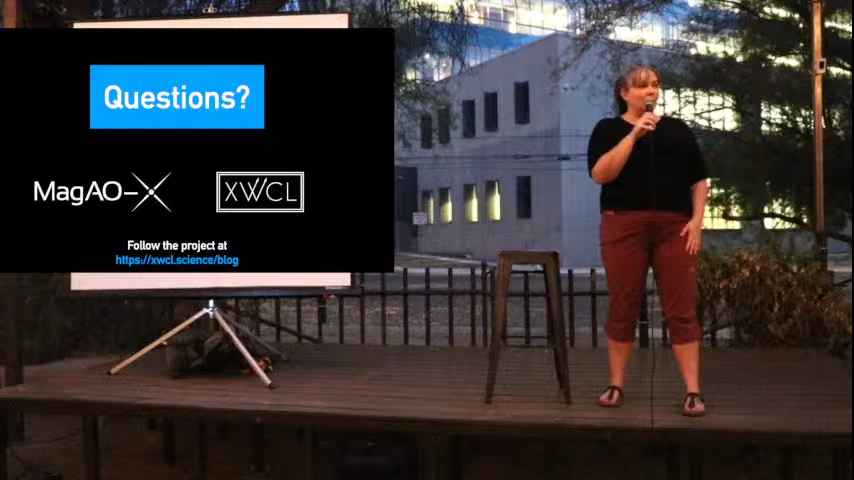 Questions?
MagAO-X
XWCL
Follow the project at
https://xwcl.science/blog